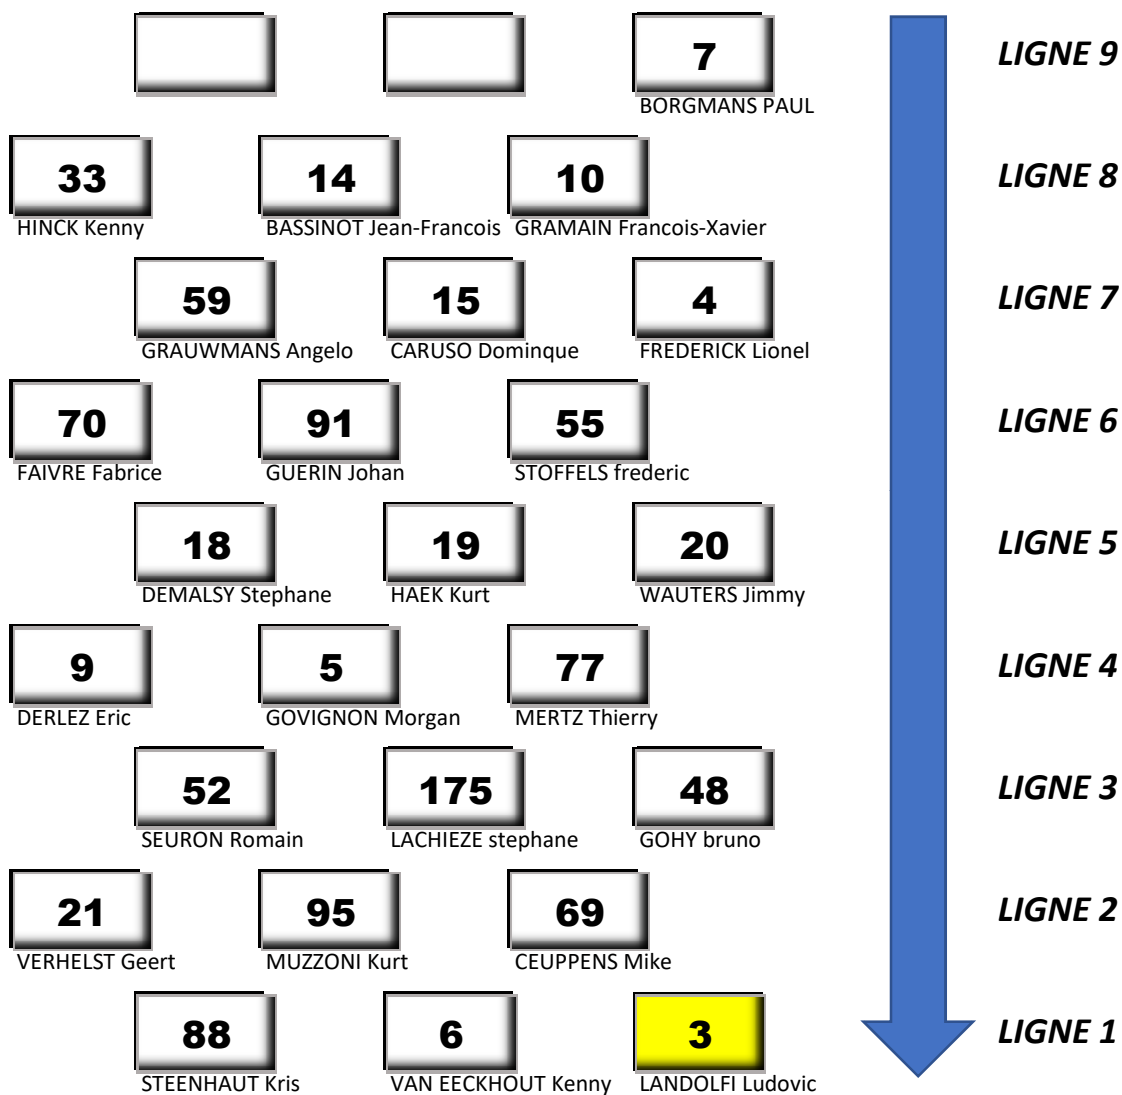 7 LIGNE 9
BORGMANS PAUL
33 14 10 LIGNE 8
HINCK Kenny BASSINOT Jean-Francois GRAMAIN Francois-Xavier
59 15 4 LIGNE 7
GRAUWMANS Angelo CARUSO Dominque FREDERICK Lionel
70 91 55 LIGNE 6
FAIVRE Fabrice GUERIN Johan STOFFELS frederic
18 19 20 LIGNE 5
DEMALSY Stephane HAEK Kurt WAUTERS Jimmy
9 5 77 LIGNE 4
DERLEZ Eric GOVIGNON Morgan MERTZ Thierry
52 175 48 LIGNE 3
SEURON Romain LACHIEZE stephane GOHY bruno
21 95 69 LIGNE 2
VERHELST Geert MUZZONI Kurt CEUPPENS Mike
88 6 3 LIGNE 1
STEENHAUT Kris VAN EECKHOUT Kenny LANDOLFI Ludovic